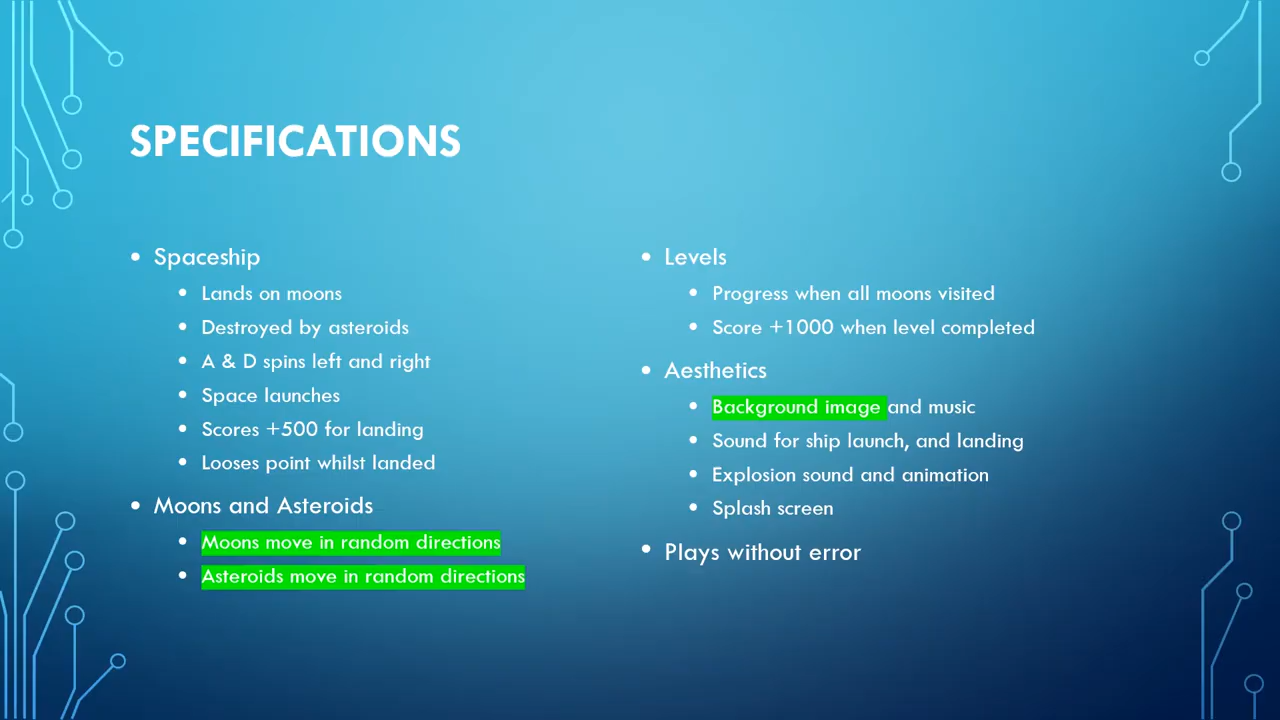 SPECIFICATIONS
• Spaceship
• Lands on moons
• Destroyed by asteroids
• A & D spins left and right
• Space launches
• Scores +500 for landing
• Looses point whilst landed
• Moons and Asteroids
• Moons move in random directions
• Asteroids move in random directions
• Levels
• Progress when all moons visited
• Score +1000 when level completed
• Aesthetics
• Background image and music
• Sound for ship launch, and landing
• Explosion sound and animation
• Splash screen
• Plays without error